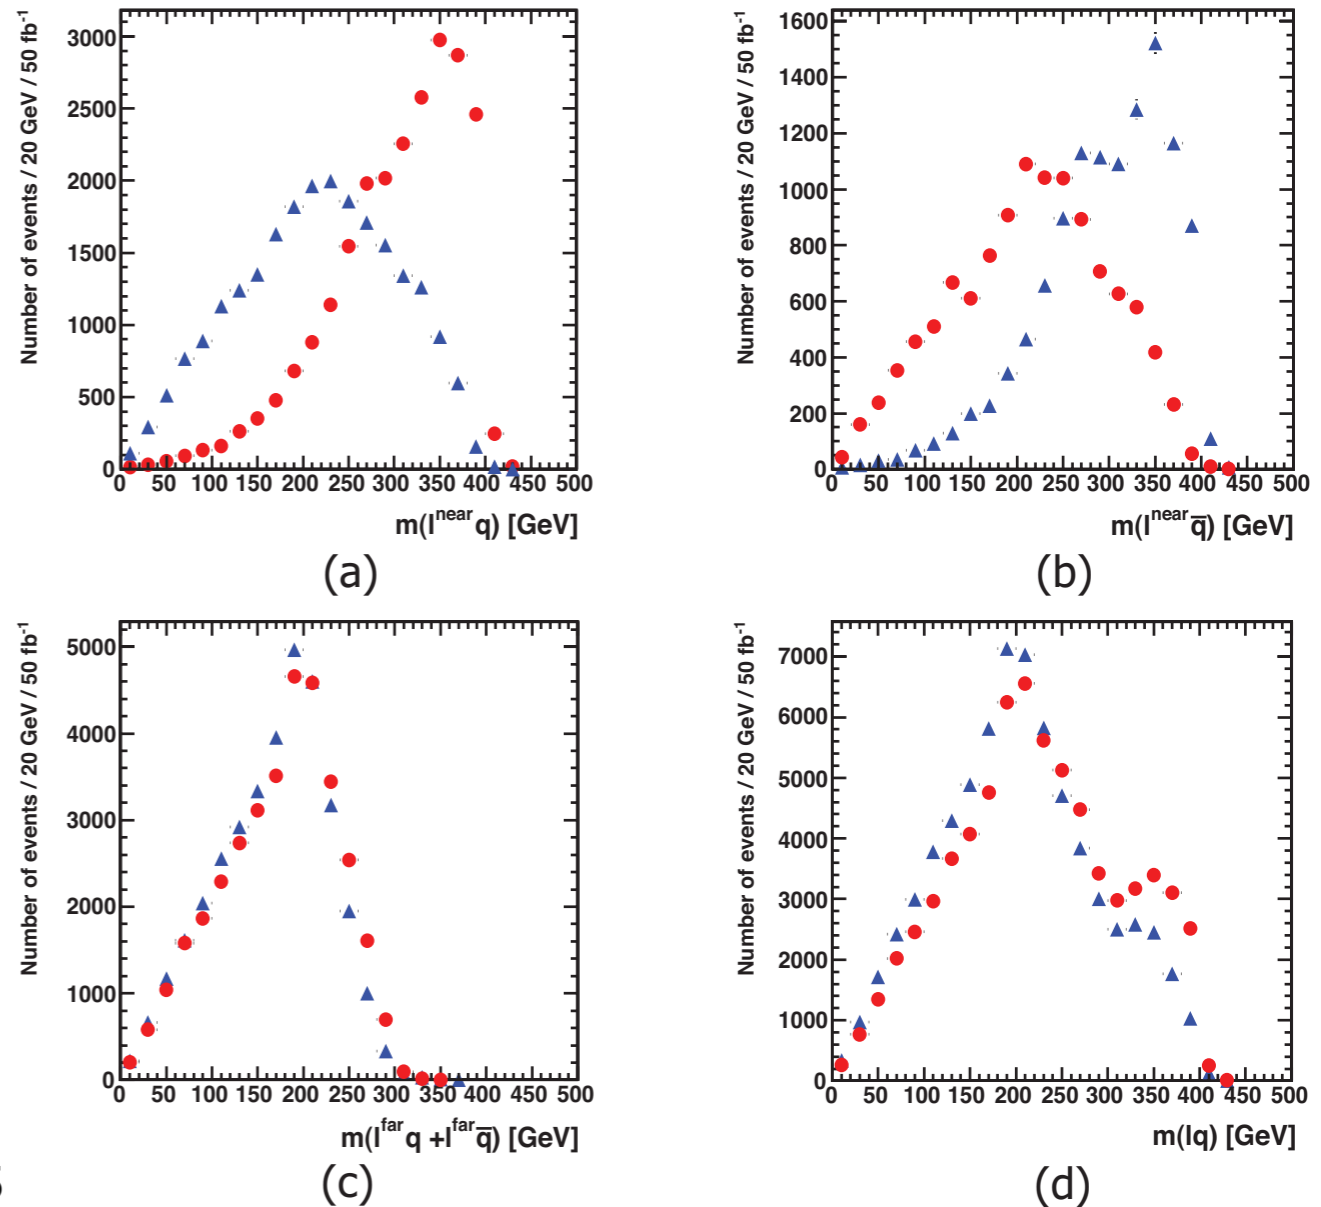 Number of events / 20 GeV / 50 fb⁻¹
3000
2500
2000
1500
1000
500
0
0 50 100 150 200 250 300 350 400 450 500
m(l^near q) [GeV]
(a)
Number of events / 20 GeV / 50 fb⁻¹
1600
1400
1200
1000
800
600
400
200
0
0 50 100 150 200 250 300 350 400 450 500
m(l^near q̅) [GeV]
(b)
Number of events / 20 GeV / 50 fb⁻¹
5000
4000
3000
2000
1000
0
0 50 100 150 200 250 300 350 400 450 500
m(l^far q +l^far q̅) [GeV]
(c)
Number of events / 20 GeV / 50 fb⁻¹
7000
6000
5000
4000
3000
2000
1000
0
0 50 100 150 200 250 300 350 400 450 500
m(lq) [GeV]
(d)